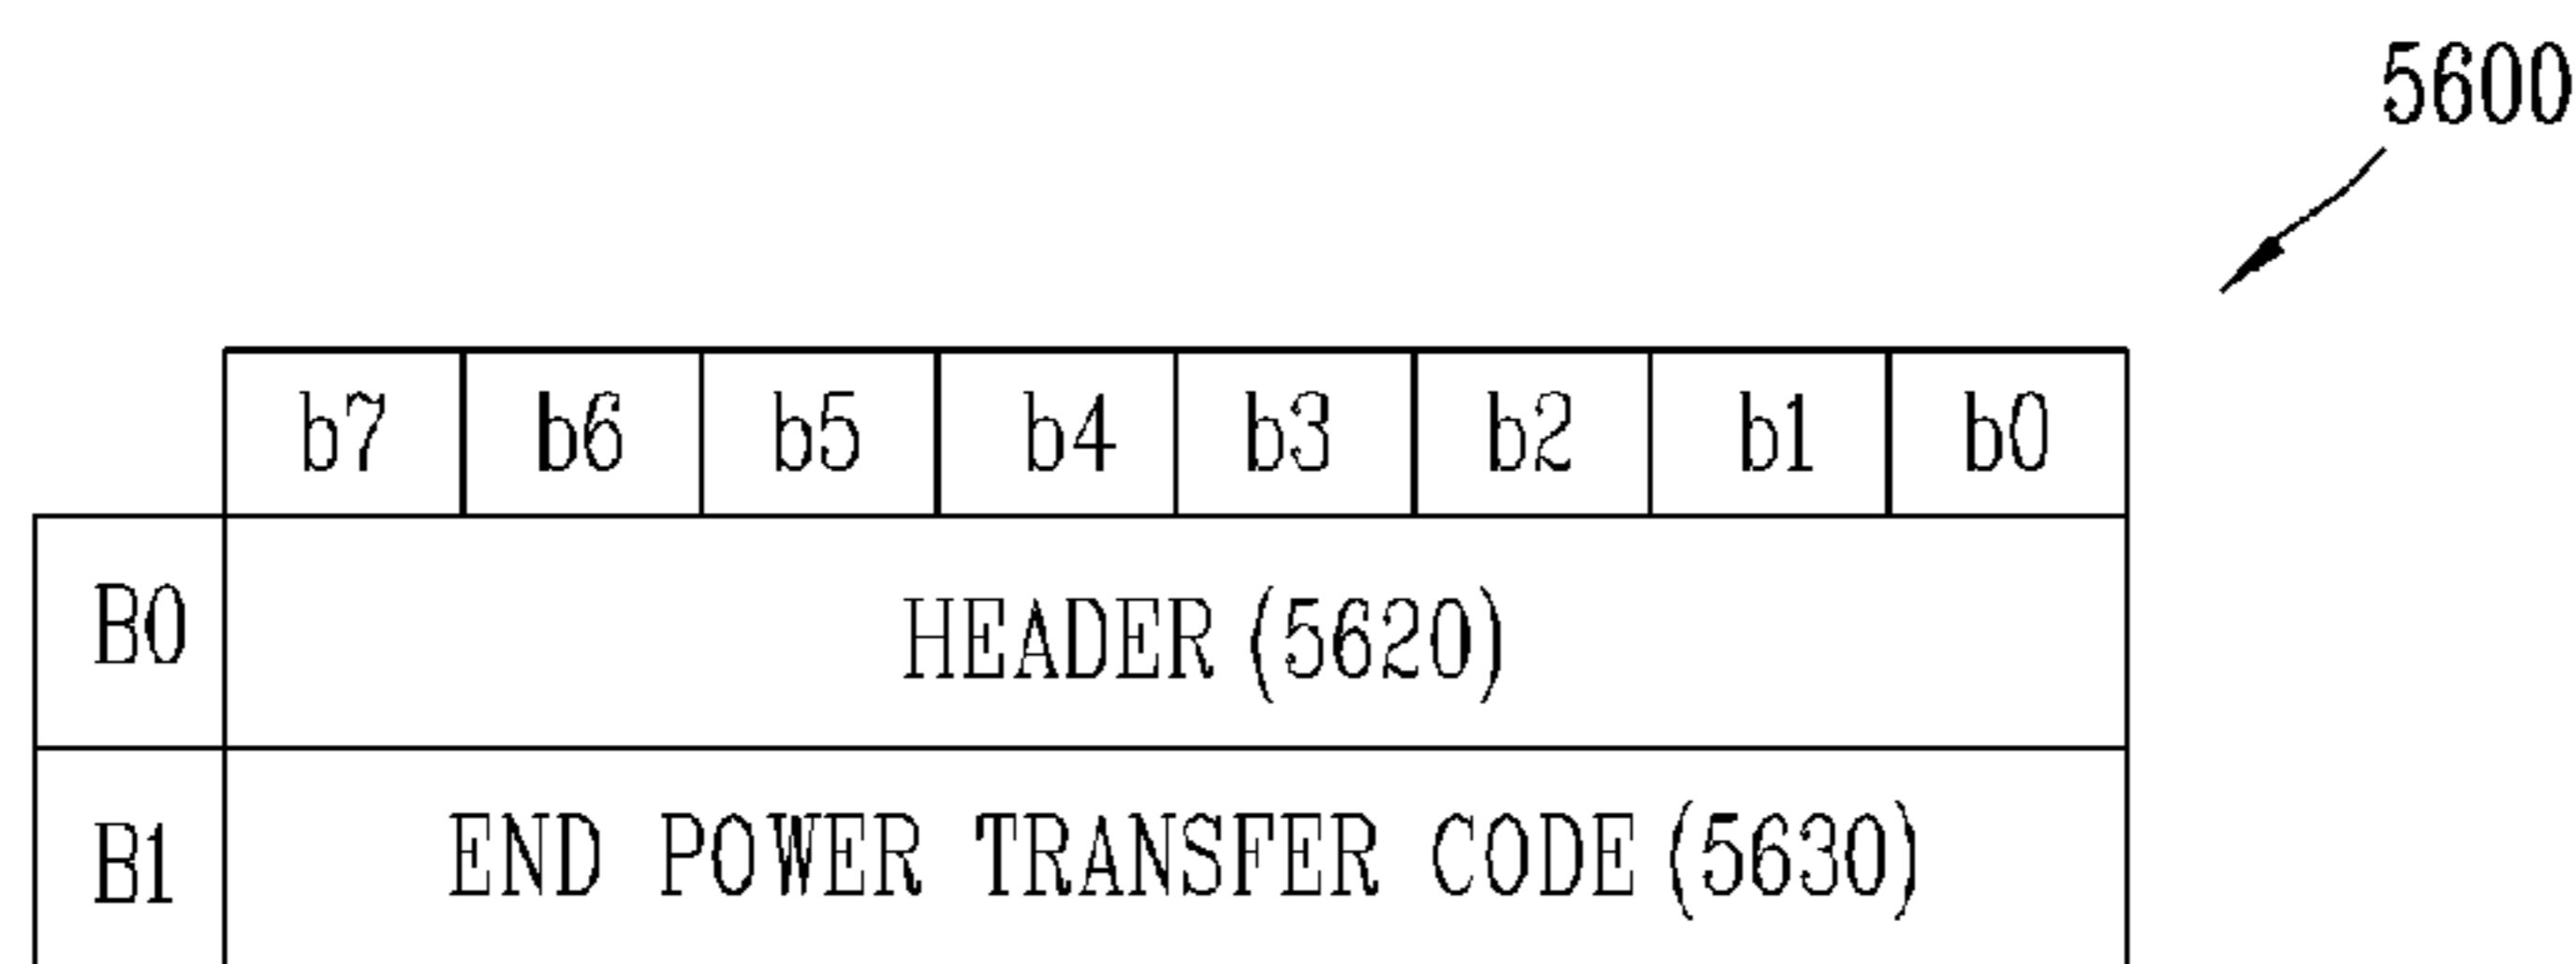 5600
b7 b6 b5 b4 b3 b2 b1 b0
B0 HEADER (5620)
B1 END POWER TRANSFER CODE (5630)